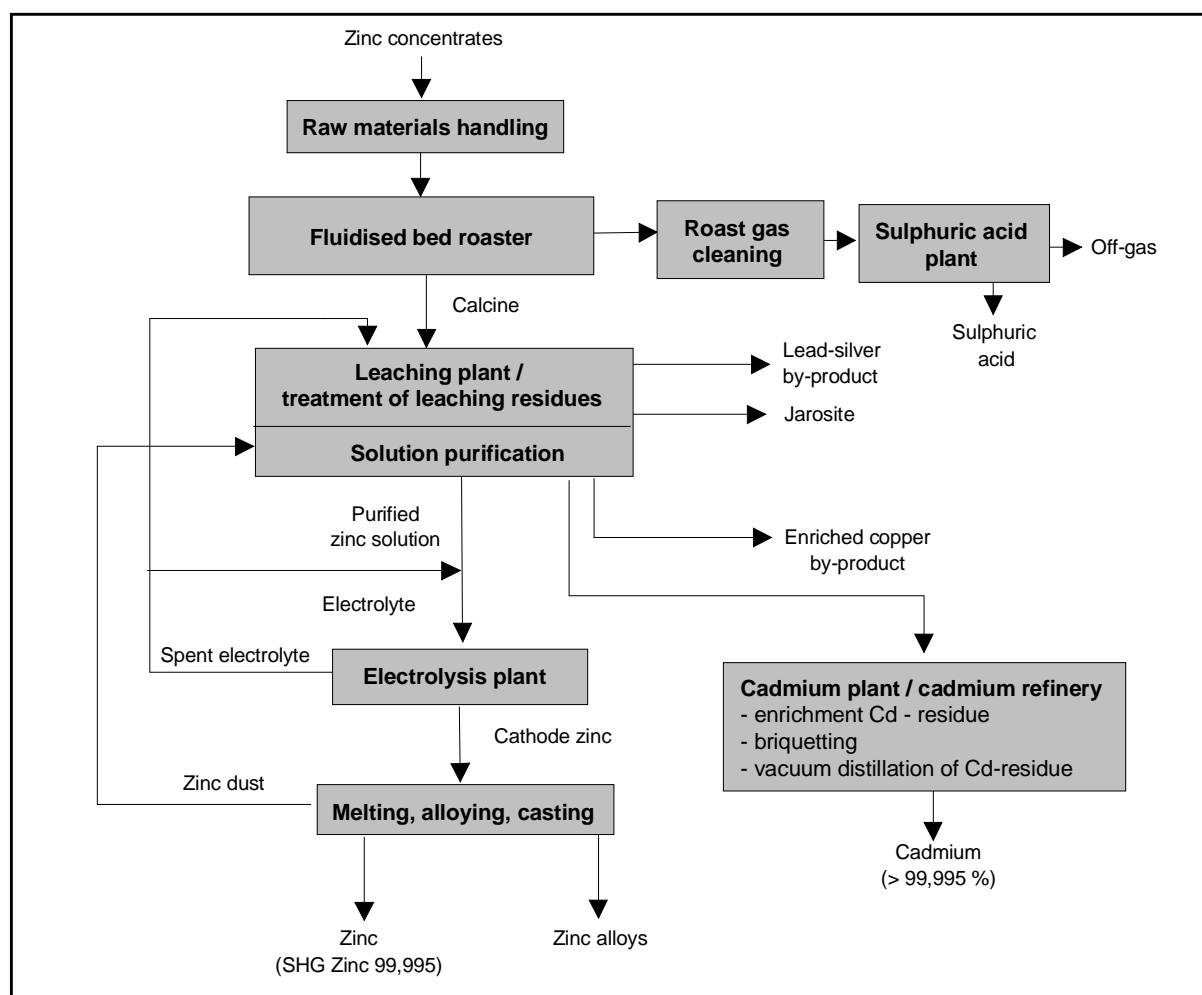 Zinc concentrates
Raw materials handling
Fluidised bed roaster
Roast gas
cleaning
Sulphuric acid
plant
Off-gas
Calcine
Sulphuric
acid
Leaching plant /
treatment of leaching residues
Lead-silver
by-product
Jarosite
Solution purification
Purified
zinc solution
Enriched copper
by-product
Electrolyte
Spent electrolyte
Electrolysis plant
Cadmium plant / cadmium refinery
- enrichment Cd - residue
- briquetting
- vacuum distillation of Cd-residue
Cathode zinc
Zinc dust
Melting, alloying, casting
Cadmium
(> 99,995 %)
Zinc
(SHG Zinc 99,995)
Zinc alloys